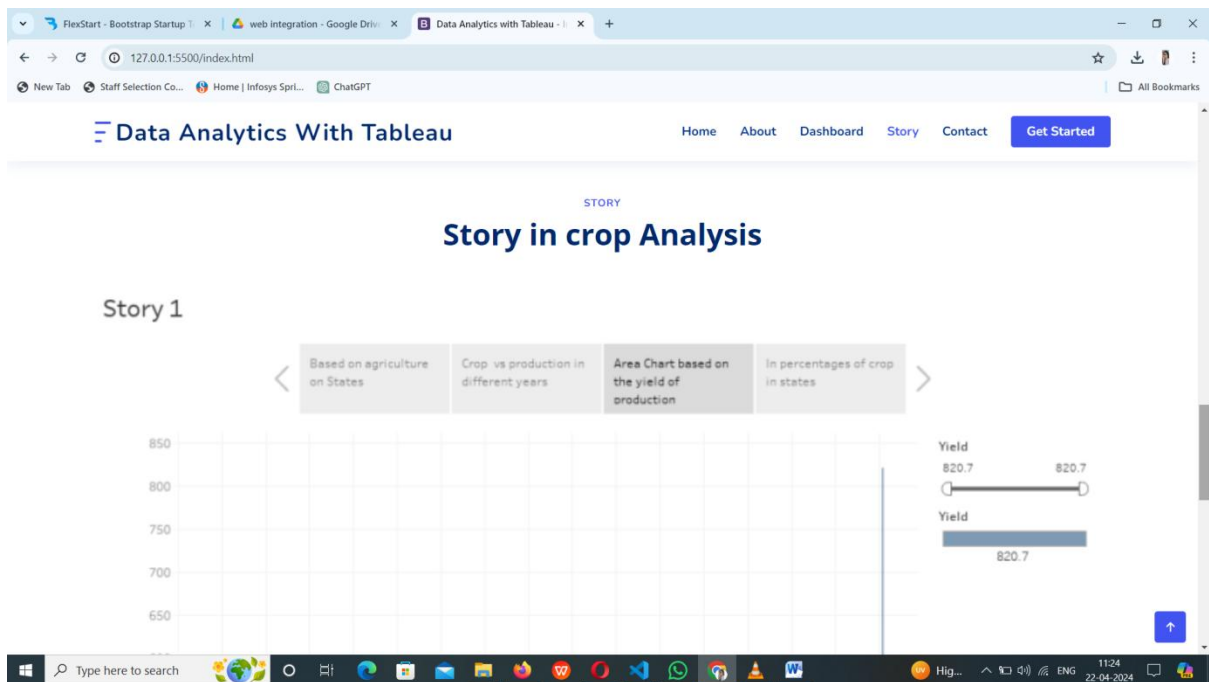 FlexStart - Bootstrap Startup T
web integration - Google Driv
Data Analytics with Tableau - I
127.0.0.1:5500/index.html
New Tab
Staff Selection Co...
Home | Infosys Spri...
ChatGPT
All Bookmarks
Data Analytics With Tableau
Home
About
Dashboard
Story
Contact
Get Started
STORY
Story in crop Analysis
Story 1
Based on agriculture
on States
Crop vs production in
different years
Area Chart based on
the yield of
production
In percentages of crop
in states
850
800
750
700
650
Yield
820.7 820.7
Yield
820.7
Type here to search
Hig...
ENG
11:24
22-04-2024